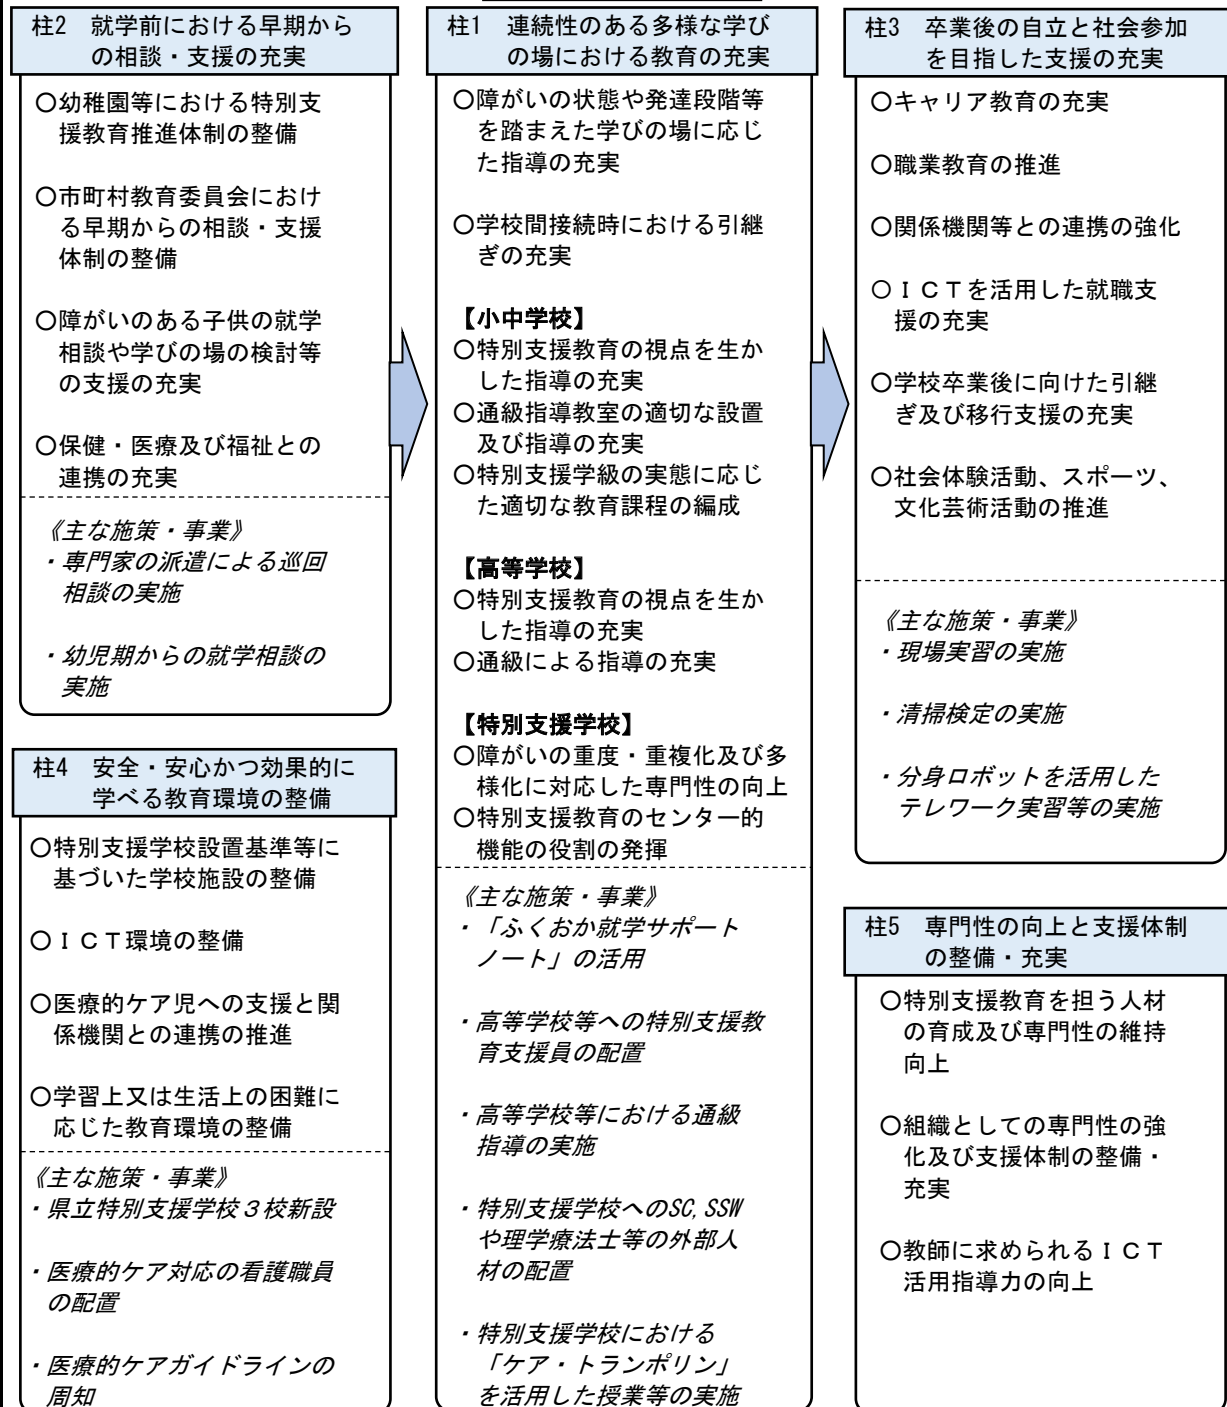 柱2　就学前における早期から
の相談・支援の充実
〇幼稚園等における特別支
援教育推進体制の整備
〇市町村教育委員会におけ
る早期からの相談・支援
体制の整備
〇障がいのある子供の就学
相談や学びの場の検討等
の支援の充実
〇保健・医療及び福祉との
連携の充実
《主な施策・事業》
・専門家の派遣による巡回
相談の実施
・幼児期からの就学相談の
実施
柱4　安全・安心かつ効果的に
学べる教育環境の整備
〇特別支援学校設置基準等に
基づいた学校施設の整備
〇ＩＣＴ環境の整備
〇医療的ケア児への支援と関
係機関との連携の推進
〇学習上又は生活上の困難に
応じた教育環境の整備
《主な施策・事業》
・県立特別支援学校３校新設
・医療的ケア対応の看護職員
の配置
・医療的ケアガイドラインの
周知
柱1　連続性のある多様な学び
の場における教育の充実
〇障がいの状態や発達段階等
を踏まえた学びの場に応じ
た指導の充実
〇学校間接続時における引継
ぎの充実
【小中学校】
〇特別支援教育の視点を生か
した指導の充実
〇通級指導教室の適切な設置
及び指導の充実
〇特別支援学級の実態に応じ
た適切な教育課程の編成
【高等学校】
〇特別支援教育の視点を生か
した指導の充実
〇通級による指導の充実
【特別支援学校】
〇障がいの重度・重複化及び多
様化に対応した専門性の向上
〇特別支援教育のセンター的
機能の役割の発揮
《主な施策・事業》
・「ふくおか就学サポート
ノート」の活用
・高等学校等への特別支援教
育支援員の配置
・高等学校等における通級
指導の実施
・特別支援学校へのSC,SSW
や理学療法士等の外部人
材の配置
・特別支援学校における
「ケア・トランポリン」
を活用した授業等の実施
柱3　卒業後の自立と社会参加
を目指した支援の充実
〇キャリア教育の充実
〇職業教育の推進
〇関係機関等との連携の強化
〇ＩＣＴを活用した就職支
援の充実
〇学校卒業後に向けた引継
ぎ及び移行支援の充実
〇社会体験活動、スポーツ、
文化芸術活動の推進
《主な施策・事業》
・現場実習の実施
・清掃検定の実施
・分身ロボットを活用した
テレワーク実習等の実施
柱5　専門性の向上と支援体制
の整備・充実
〇特別支援教育を担う人材
の育成及び専門性の維持
向上
〇組織としての専門性の強
化及び支援体制の整備・
充実
〇教師に求められるＩＣＴ
活用指導力の向上